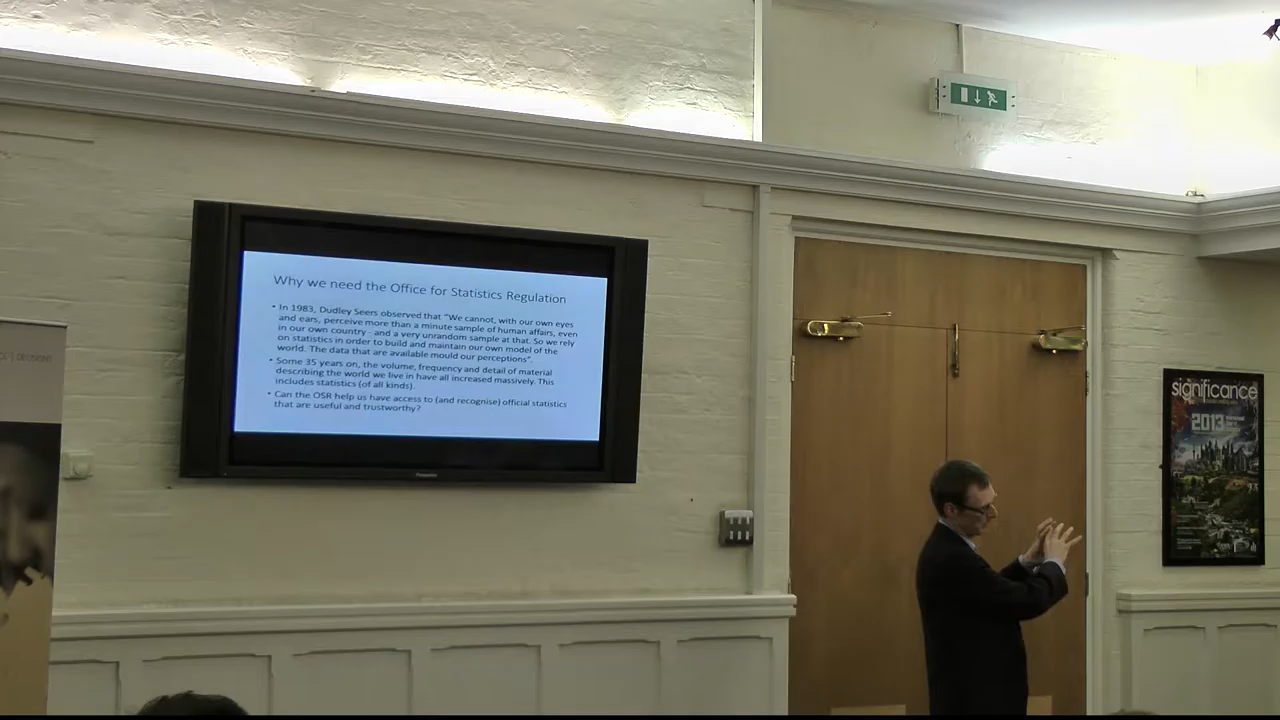 Why we need the Office for Statistics Regulation
• In 1983, Dudley Seers observed that "We cannot, with our own eyes
and ears, perceive more than a minute sample of human affairs, even
in our own country - and a very unrandom sample at that. So we rely
on statistics in order to build and maintain our own model of the
world. The data that are available mould our perceptions".
• Some 35 years on, the volume, frequency and detail of material
describing the world we live in have all increased massively. This
includes statistics (of all kinds).
• Can the OSR help us have access to (and recognise) official statistics
that are useful and trustworthy?
Panasonic
| DECISIONS
significance
2013